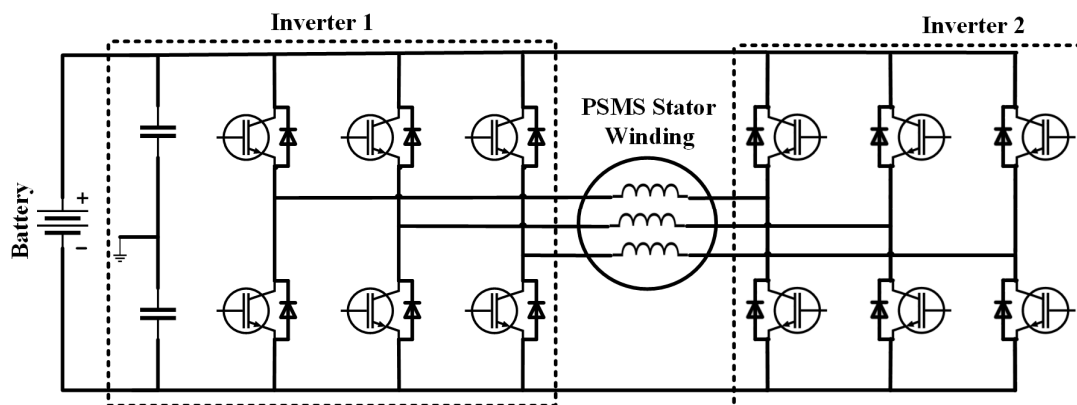 Inverter 1
Inverter 2
PSMS Stator
Winding
Battery
+
-